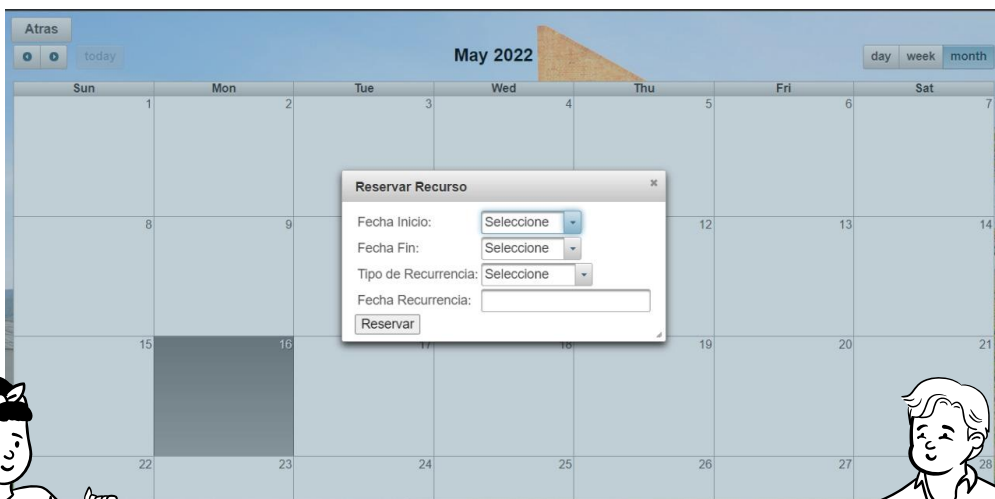 Atras
today
May 2022
day week month
Sun Mon Tue Wed Thu Fri Sat
1 2 3 4 5 6 7
Reservar Recurso
Fecha Inicio: Seleccione
8 9 12 13 14
Fecha Fin: Seleccione
Tipo de Recurrencia: Seleccione
Fecha Recurrencia:
Reservar
15 16 17 18 19 20 21
22 23 24 25 26 27 28